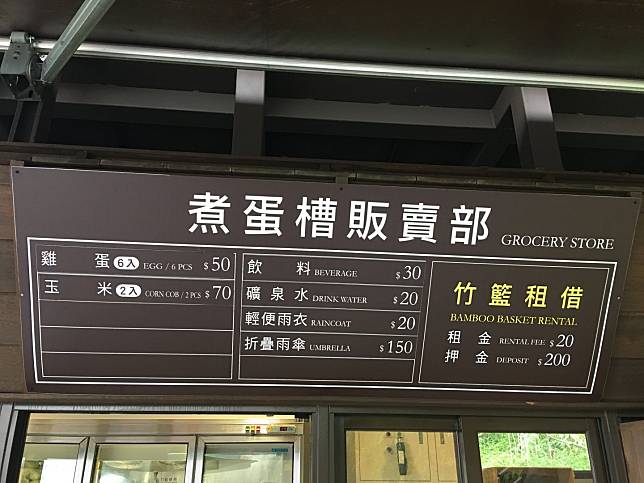 煮蛋槽販賣部 GROCERY STORE
雞蛋 6入 EGG / 6 PCS $50
玉米 2入 CORN COB / 2 PCS $70
飲料 BEVERAGE $30
礦泉水 DRINK WATER $20
輕便雨衣 RAINCOAT $20
折疊雨傘 UMBRELLA $150
竹籃租借
BAMBOO BASKET RENTAL
租金 RENTAL FEE $20
押金 DEPOSIT $200